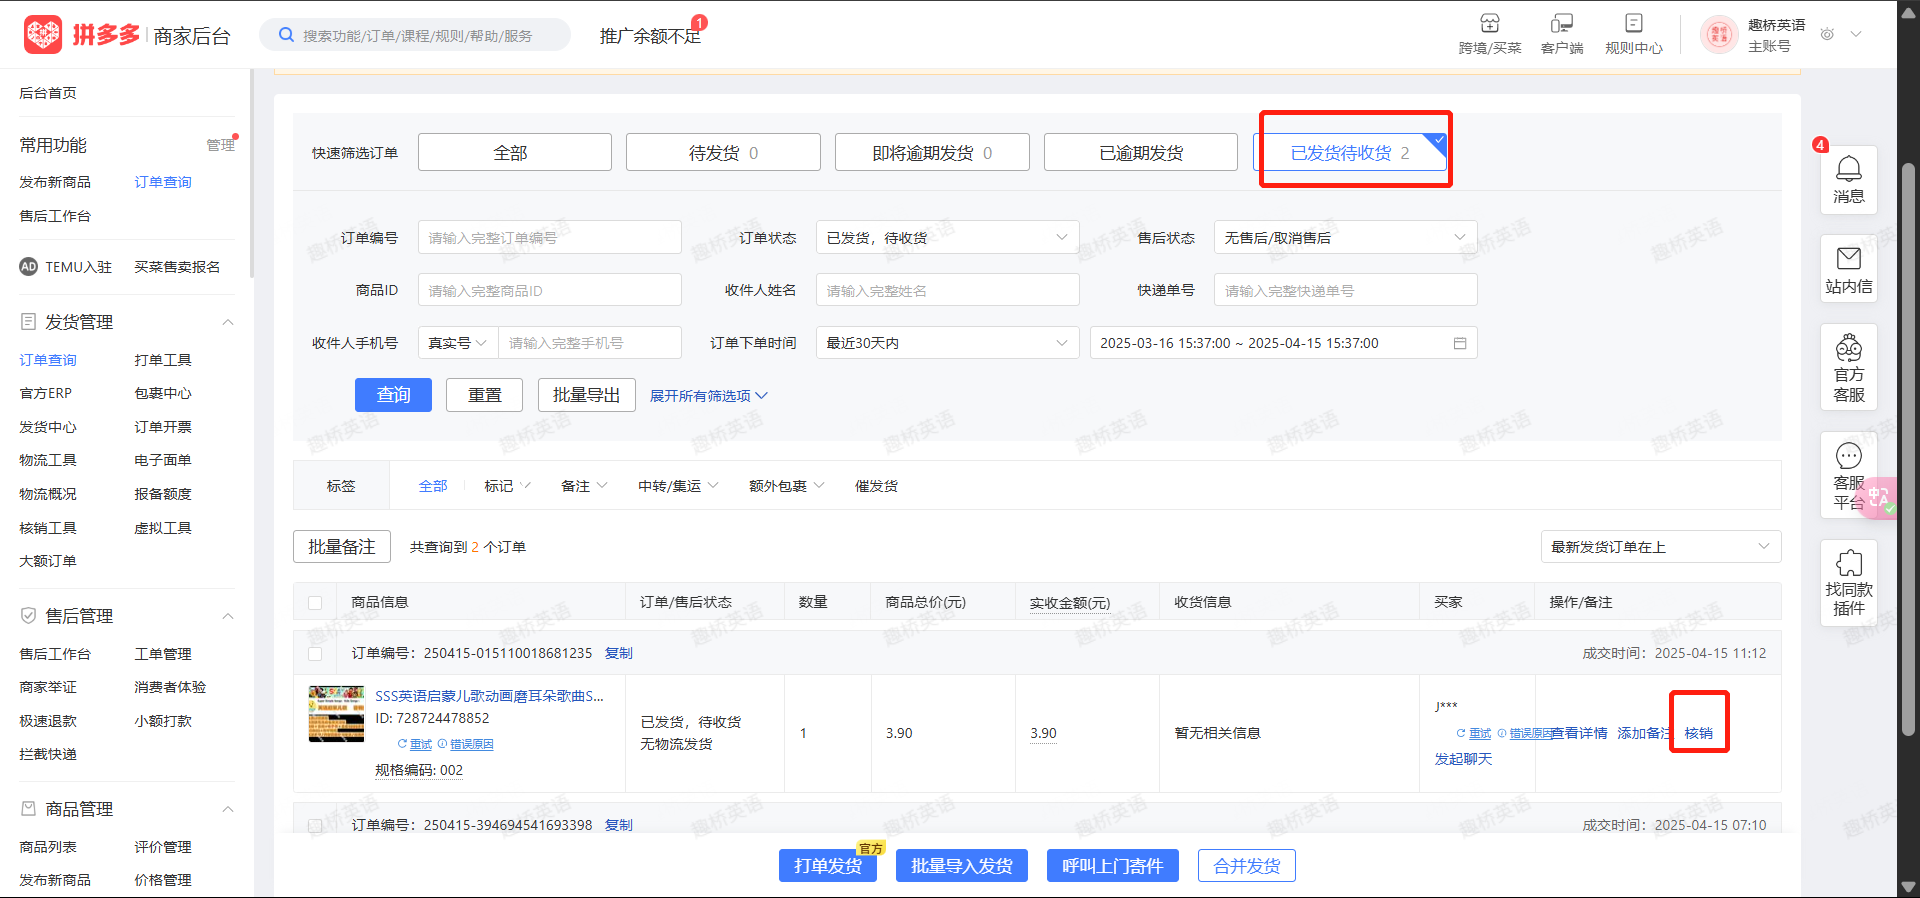 拼多多 商家后台
搜索功能/订单/课程/规则/帮助/服务
推广余额不足
1
跨境/买菜
客户端
规则中心
趣桥英语
主账号
后台首页
常用功能
管理
发布新商品
订单查询
售后工作台
AD TEMU入驻
买菜售卖报名
发货管理
订单查询
打单工具
官方ERP
包裹中心
发货中心
订单开票
物流工具
电子面单
物流概况
报备额度
核销工具
虚拟工具
大额订单
售后管理
售后工作台
工单管理
商家举证
消费者体验
极速退款
小额打款
拦截快递
商品管理
商品列表
评价管理
发布新商品
价格管理
快速筛选订单
全部
待发货 0
即将逾期发货 0
已逾期发货
已发货待收货 2
订单编号
请输入完整订单编号
订单状态
已发货，待收货
售后状态
无售后/取消售后
商品ID
请输入完整商品ID
收件人姓名
请输入完整姓名
快递单号
请输入完整快递单号
收件人手机号
真实号
请输入完整手机号
订单下单时间
最近30天内
2025-03-16 15:37:00 ~ 2025-04-15 15:37:00
查询
重置
批量导出
展开所有筛选项
标签
全部
标记
备注
中转/集运
额外包裹
催发货
批量备注
共查询到 2 个订单
最新发货订单在上
商品信息
订单/售后状态
数量
商品总价(元)
实收金额(元)
收货信息
买家
操作/备注
订单编号：250415-015110018681235 复制
成交时间：2025-04-15 11:12
SSS英语启蒙儿歌动画磨耳朵歌曲S...
ID: 728724478852
重试 错误原因
规格编码: 002
已发货，待收货
无物流发货
1
3.90
3.90
暂无相关信息
J***
重试 错误原因
发起聊天
查看详情
添加备注
核销
订单编号：250415-394694541693398 复制
成交时间：2025-04-15 07:10
打单发货
官方
批量导入发货
呼叫上门寄件
合并发货
4
消息
站内信
官方
客服
客服
平台
找同款
插件
趣桥英语